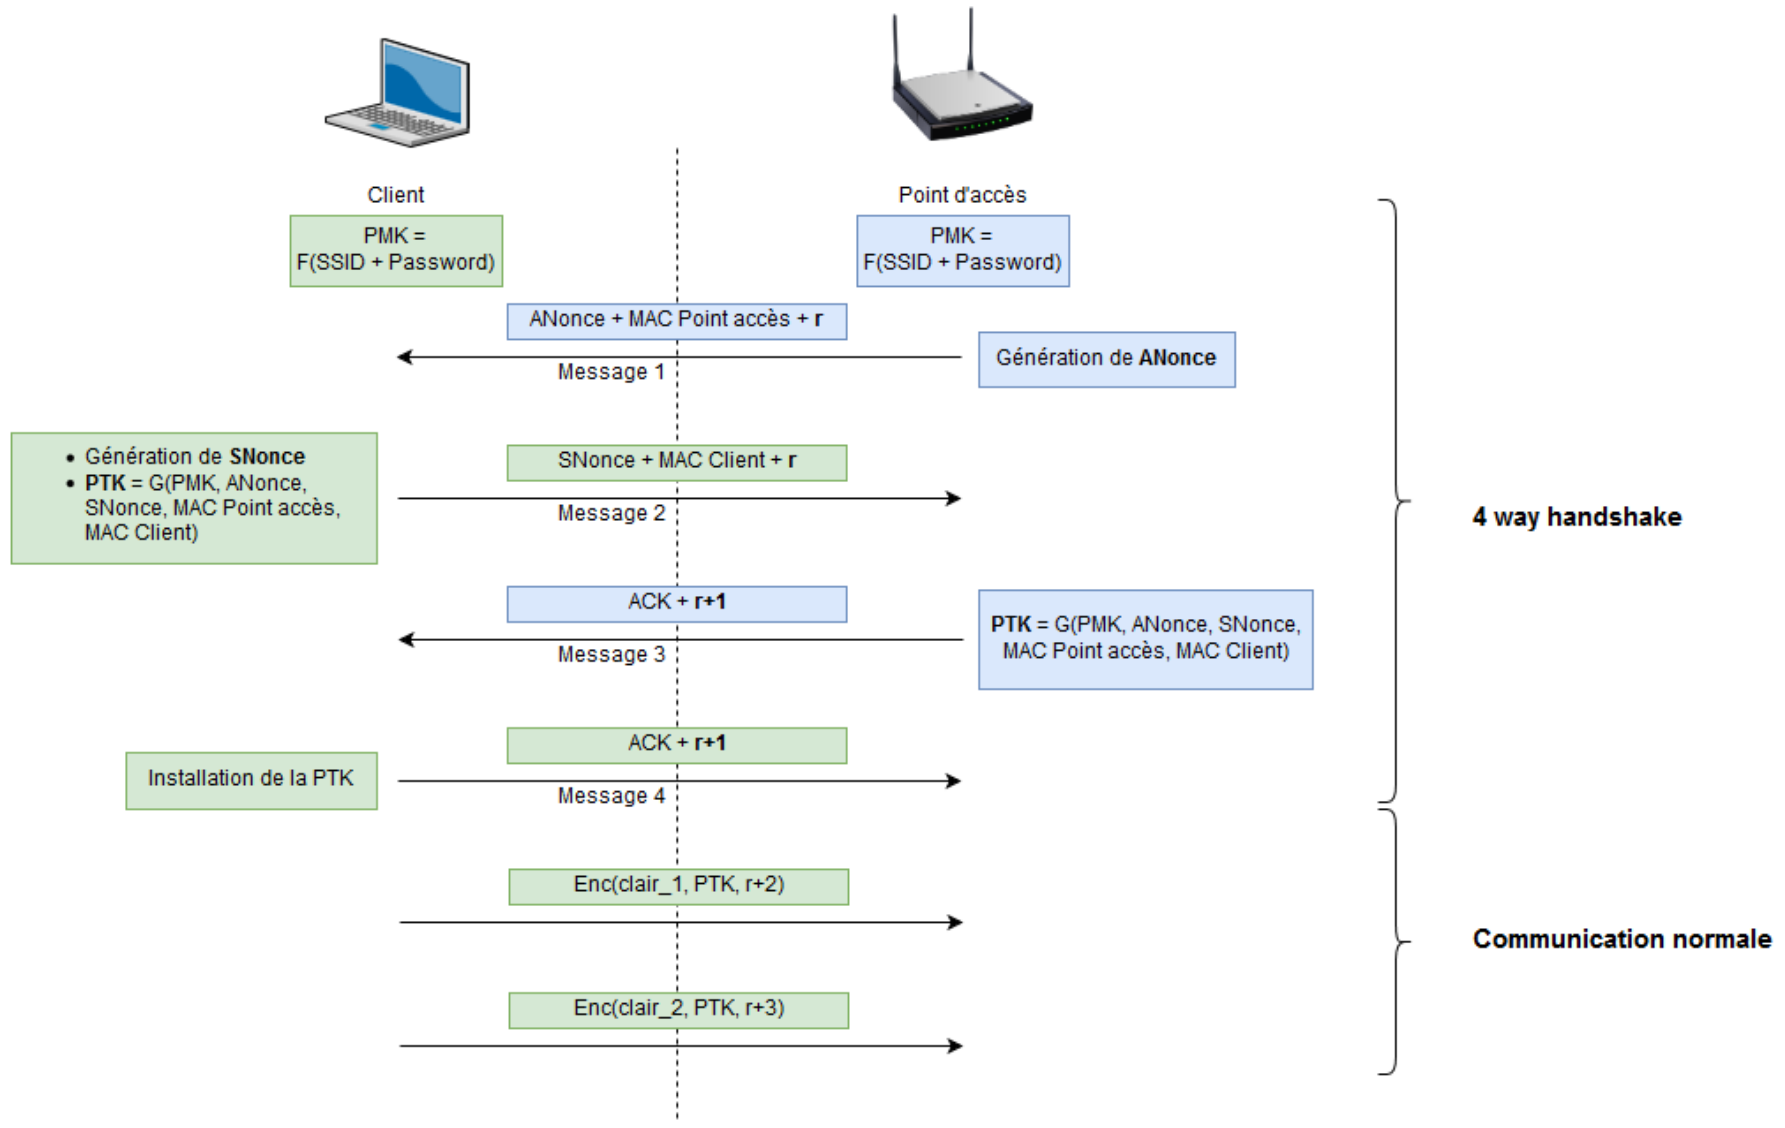 Client
Point d'accès
PMK =
F(SSID + Password)
PMK =
F(SSID + Password)
ANonce + MAC Point accès + r
Message 1
Génération de ANonce
• Génération de SNonce
• PTK = G(PMK, ANonce,
SNonce, MAC Point accès,
MAC Client)
SNonce + MAC Client + r
Message 2
4 way handshake
ACK + r+1
Message 3
PTK = G(PMK, ANonce, SNonce,
MAC Point accès, MAC Client)
Installation de la PTK
ACK + r+1
Message 4
Enc(clair_1, PTK, r+2)
Communication normale
Enc(clair_2, PTK, r+3)